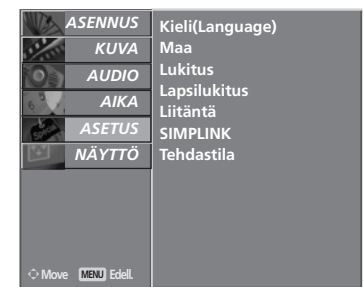 ASENNUS
KUVA
AUDIO
AIKA
ASETUS
NÄYTTÖ
Kieli(Language)
Maa
Lukitus
Lapsilukitus
Liitäntä
SIMPLINK
Tehdastila
Move MENU Edell.